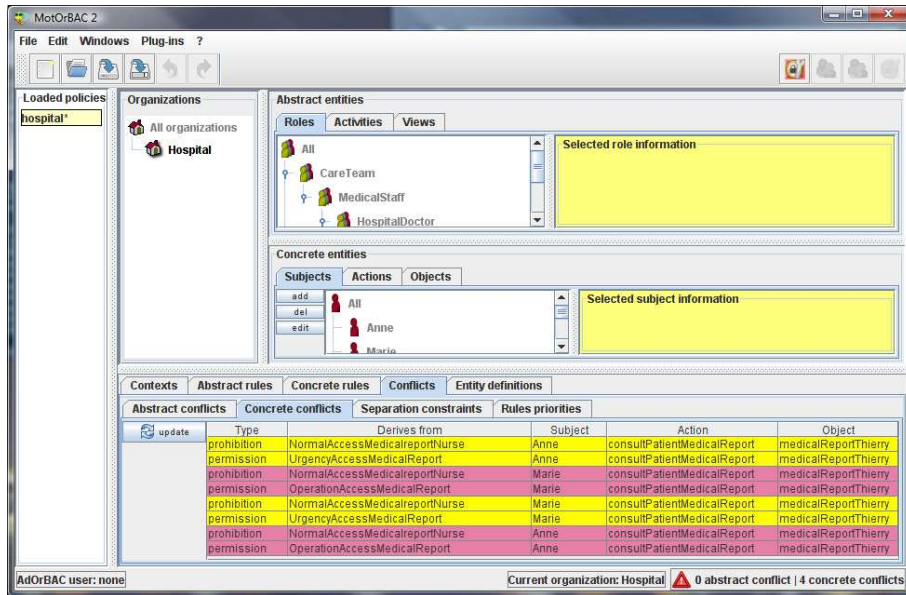 MotOrBAC 2
File Edit Windows Plug-ins ?
Loaded policies
hospital*
Organizations
All organizations
Hospital
Abstract entities
Roles Activities Views
All
CareTeam
MedicalStaff
HospitalDoctor
Selected role information
Concrete entities
Subjects Actions Objects
add
del
edit
All
Anne
Marie
Selected subject information
Contexts Abstract rules Concrete rules Conflicts Entity definitions
Abstract conflicts Concrete conflicts Separation constraints Rules priorities
update
Type Derives from Subject Action Object
prohibition NormalAccessMedicalreportNurse Anne consultPatientMedicalReport medicalReportThierry
permission UrgencyAccessMedicalReport Anne consultPatientMedicalReport medicalReportThierry
prohibition NormalAccessMedicalreportNurse Marie consultPatientMedicalReport medicalReportThierry
permission OperationAccessMedicalReport Marie consultPatientMedicalReport medicalReportThierry
prohibition NormalAccessMedicalreportNurse Marie consultPatientMedicalReport medicalReportThierry
permission UrgencyAccessMedicalReport Marie consultPatientMedicalReport medicalReportThierry
prohibition NormalAccessMedicalreportNurse Anne consultPatientMedicalReport medicalReportThierry
permission OperationAccessMedicalReport Anne consultPatientMedicalReport medicalReportThierry
AdOrBAC user: none
Current organization: Hospital
0 abstract conflict | 4 concrete conflicts